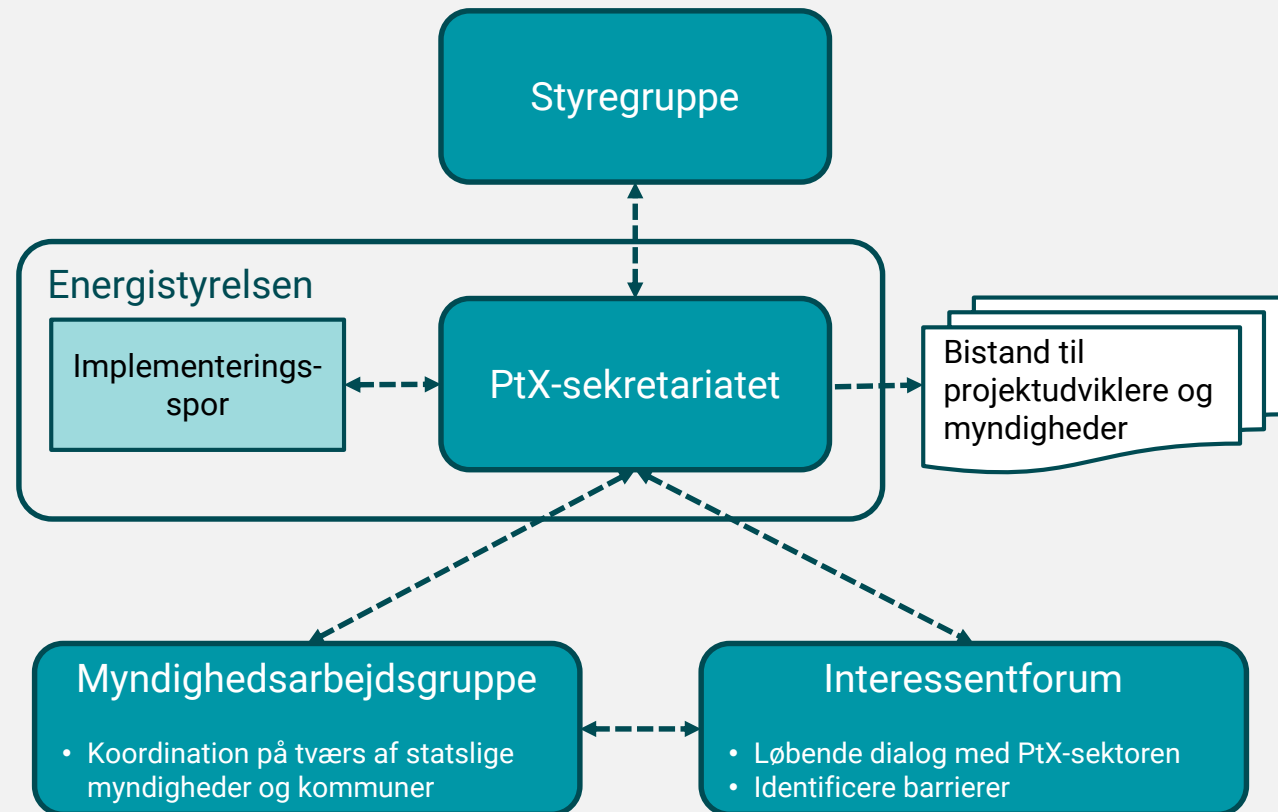 Styregruppe
Energistyrelsen
Implementerings-
spor
PtX-sekretariatet
Bistand til
projektudviklere og
myndigheder
Myndighedsarbejdsgruppe
• Koordination på tværs af statslige
myndigheder og kommuner
Interessentforum
• Løbende dialog med PtX-sektoren
• Identificere barrierer